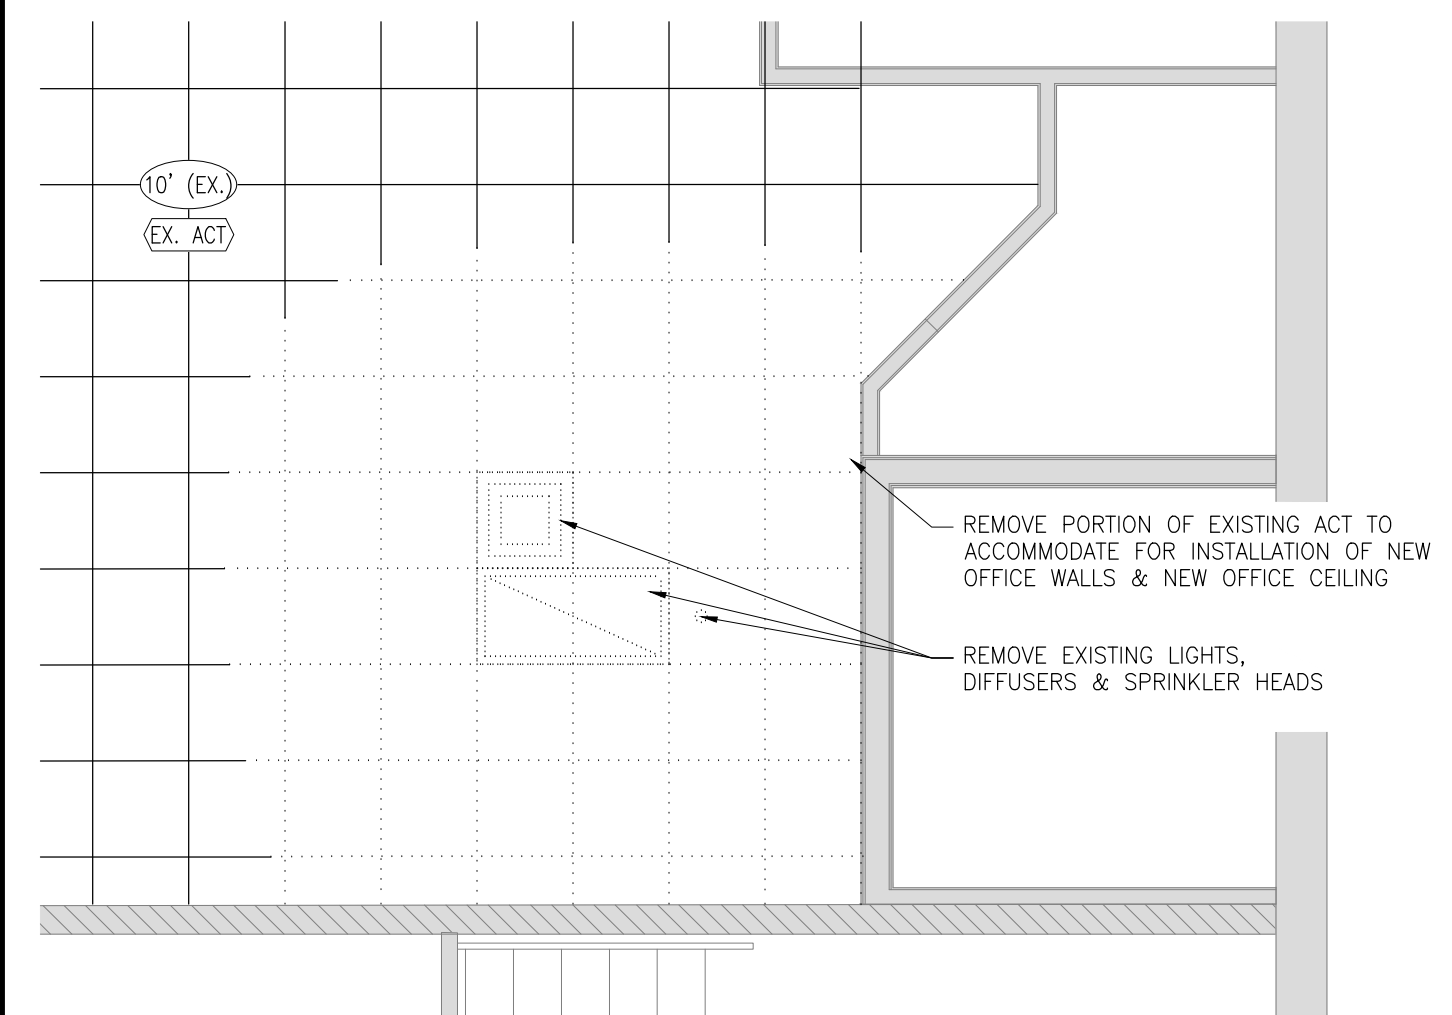 10' (EX.)
EX. ACT
REMOVE PORTION OF EXISTING ACT TO
ACCOMMODATE FOR INSTALLATION OF NEW
OFFICE WALLS & NEW OFFICE CEILING
REMOVE EXISTING LIGHTS,
DIFFUSERS & SPRINKLER HEADS